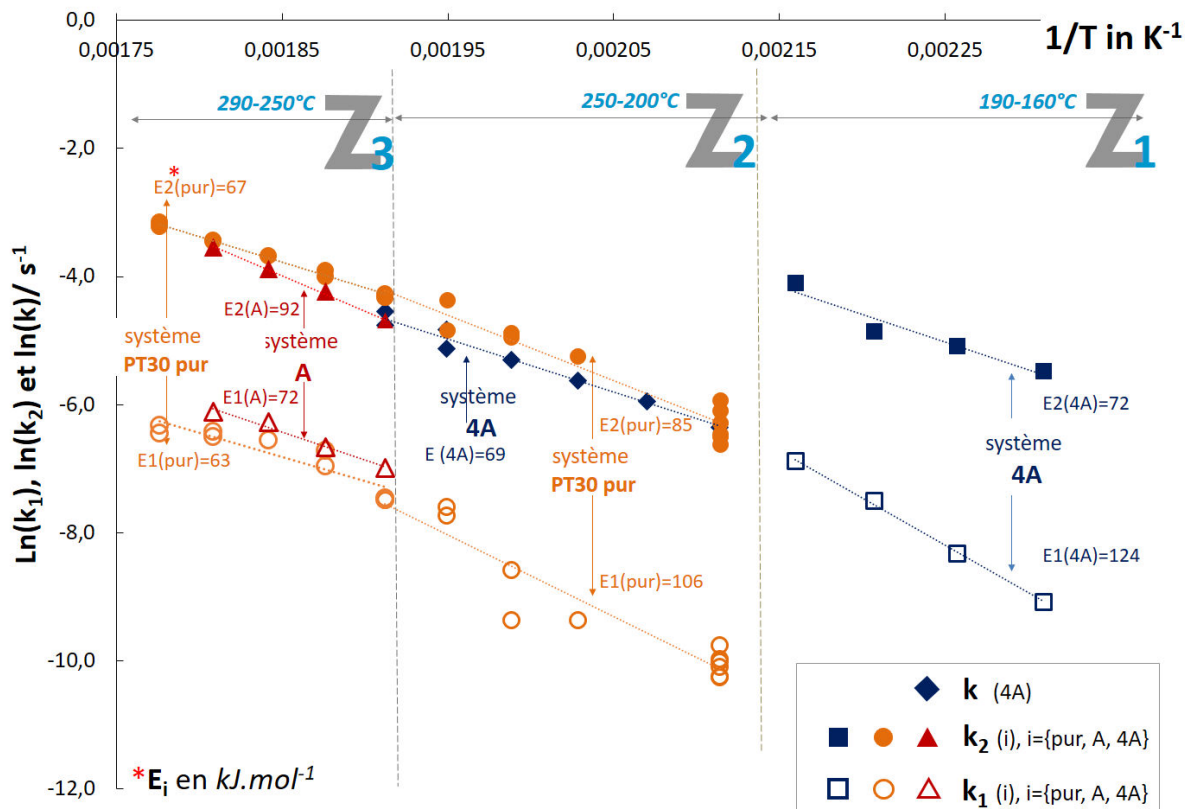 0,0
0,00175
0,00185
0,00195
0,00205
0,00215
0,00225
1/T in K-1
290-250°C
250-200°C
190-160°C
Z3
Z2
Z1
-2,0
*
E2(pur)=67
-4,0
E2(A)=92
système
PT30 pur
système
A
E1(A)=72
système
4A
E (4A)=69
E2(pur)=85
système
PT30 pur
E2(4A)=72
système
4A
-6,0
E1(pur)=63
-8,0
E1(pur)=106
E1(4A)=124
-10,0
-12,0
Ln(k1), ln(k2) et ln(k)/ s-1
*Ei en kJ.mol-1
k (4A)
k2 (i), i={pur, A, 4A}
k1 (i), i={pur, A, 4A}